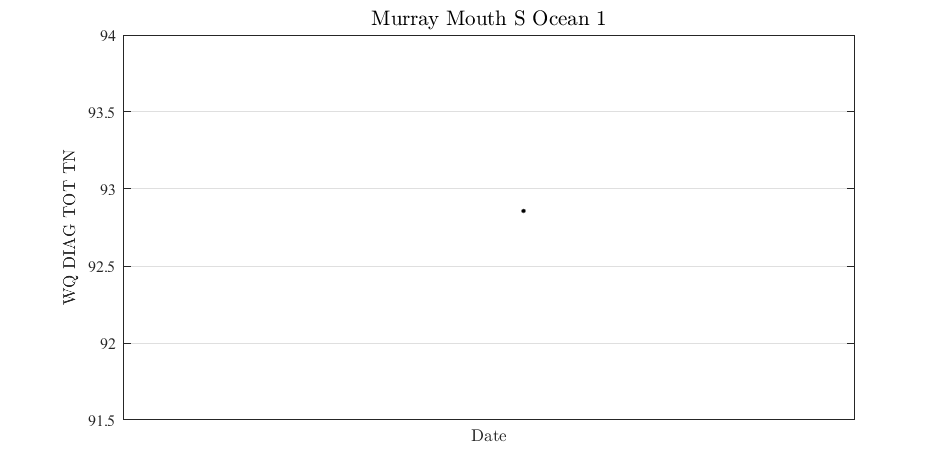 Murray Mouth S Ocean 1
94
93.5
93
92.5
92
91.5
WQ DIAG TOT TN
Date